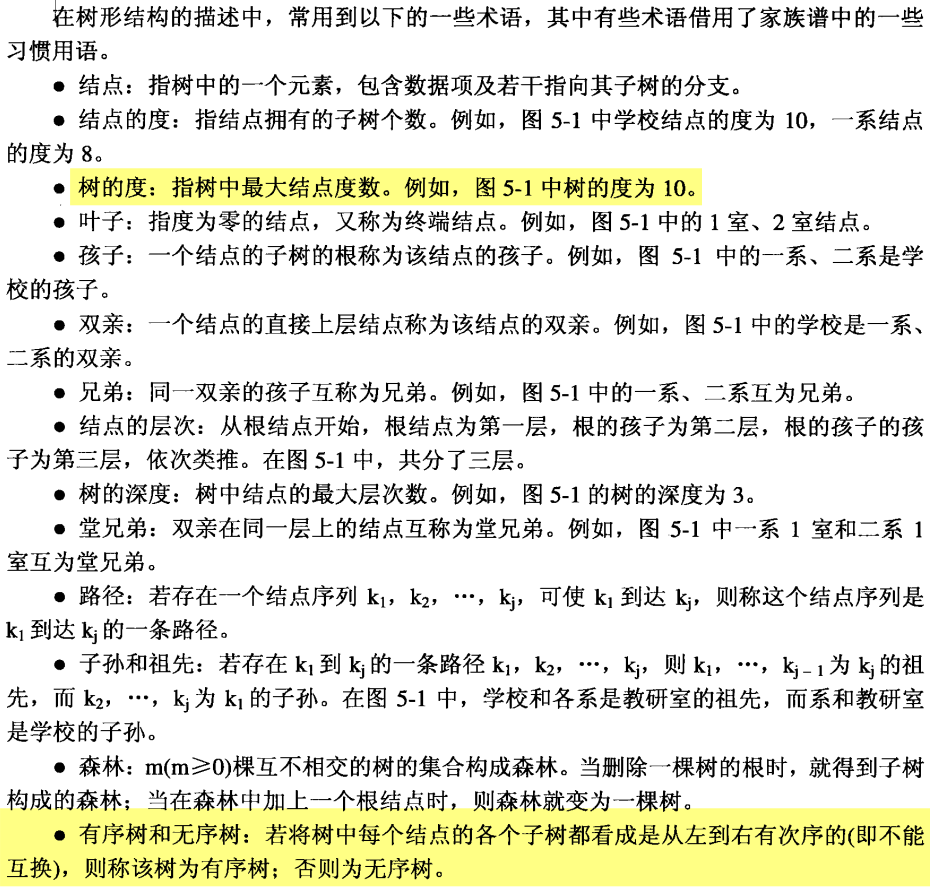 在树形结构的描述中，常用到以下的一些术语，其中有些术语借用了家族谱中的一些
习惯用语。
● 结点：指树中的一个元素，包含数据项及若干指向其子树的分支。
● 结点的度：指结点拥有的子树个数。例如，图 5-1 中学校结点的度为 10，一系结点
的度为 8。
● 树的度：指树中最大结点度数。例如，图 5-1 中树的度为 10。
● 叶子：指度为零的结点，又称为终端结点。例如，图 5-1 中的 1 室、2 室结点。
● 孩子：一个结点的子树的根称为该结点的孩子。例如，图 5-1 中的一系、二系是学
校的孩子。
● 双亲：一个结点的直接上层结点称为该结点的双亲。例如，图 5-1 中的学校是一系、
二系的双亲。
● 兄弟：同一双亲的孩子互称为兄弟。例如，图 5-1 中的一系、二系互为兄弟。
● 结点的层次：从根结点开始，根结点为第一层，根的孩子为第二层，根的孩子的孩
子为第三层，依次类推。在图 5-1 中，共分了三层。
● 树的深度：树中结点的最大层次数。例如，图 5-1 的树的深度为 3。
● 堂兄弟：双亲在同一层上的结点互称为堂兄弟。例如，图 5-1 中一系 1 室和二系 1
室互为堂兄弟。
● 路径：若存在一个结点序列 k₁，k₂，…，kⱼ，可使 k₁ 到达 kⱼ，则称这个结点序列是
k₁ 到达 kⱼ 的一条路径。
● 子孙和祖先：若存在 k₁ 到 kⱼ 的一条路径 k₁，k₂，…，kⱼ，则 k₁，…，kⱼ₋₁ 为 kⱼ 的祖
先，而 k₂，…，kⱼ 为 k₁ 的子孙。在图 5-1 中，学校和各系是教研室的祖先，而系和教研室
是学校的子孙。
● 森林：m(m≥0)棵互不相交的树的集合构成森林。当删除一棵树的根时，就得到子树
构成的森林；当在森林中加上一个根结点时，则森林就变为一棵树。
● 有序树和无序树：若将树中每个结点的各个子树都看成是从左到右有次序的(即不能
互换)，则称该树为有序树；否则为无序树。